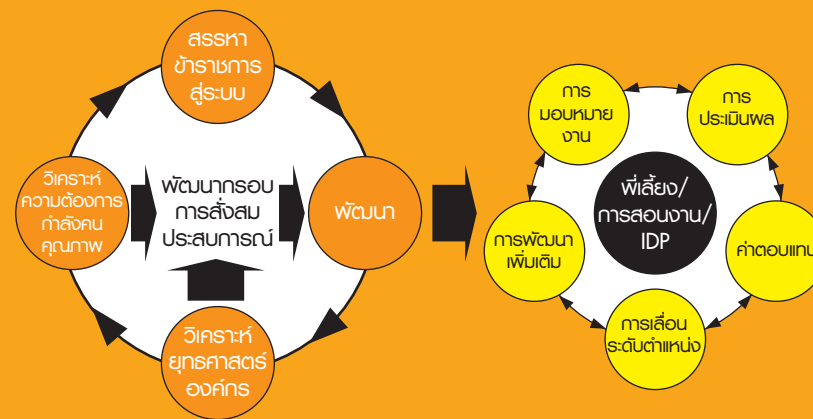 สรรหา
ข้าราชการ
สู่ระบบ
วิเคราะห์
ความต้องการ
กำลังคน
คุณภาพ
พัฒนากรอบ
การสั่งสม
ประสบการณ์
พัฒนา
วิเคราะห์
ยุทธศาสตร์
องค์กร
การ
มอบหมาย
งาน
การ
ประเมินผล
พี่เลี้ยง/
การสอนงาน/
IDP
การพัฒนา
เพิ่มเติม
ค่าตอบแทน
การเลื่อน
ระดับตำแหน่ง